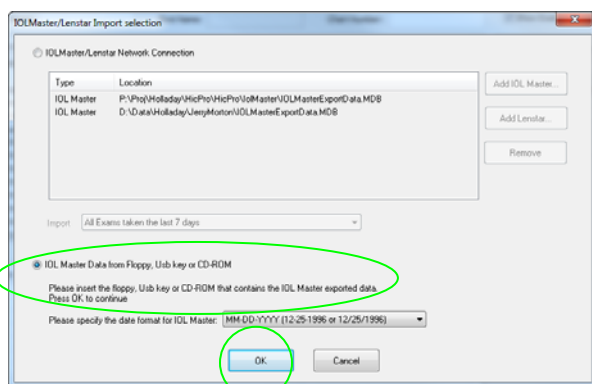 IOLMaster/Lenstar Import selection
IOLMaster/Lenstar Network Connection
Type Location
IOL Master P:\Proj\Holladay\HicPro\HicPro\IolMaster\IOLMasterExportData.MDB
IOL Master D:\Data\Holladay\JerryMorton\IOLMasterExportData.MDB
Add IOL Master...
Add Lenstar...
Remove
Import All Exams taken the last 7 days
IOL Master Data from Floppy, Usb key or CD-ROM
Please insert the floppy, Usb key or CD-ROM that contains the IOL Master exported data.
Press OK to continue
Please specify the date format for IOL Master: MM-DD-YYYY (12-25-1996 or 12/25/1996)
OK Cancel